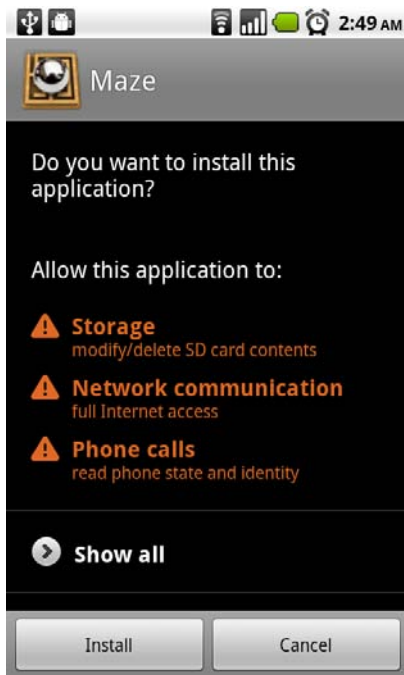 2:49 AM
Maze
Do you want to install this
application?
Allow this application to:
Storage
modify/delete SD card contents
Network communication
full Internet access
Phone calls
read phone state and identity
Show all
Install
Cancel